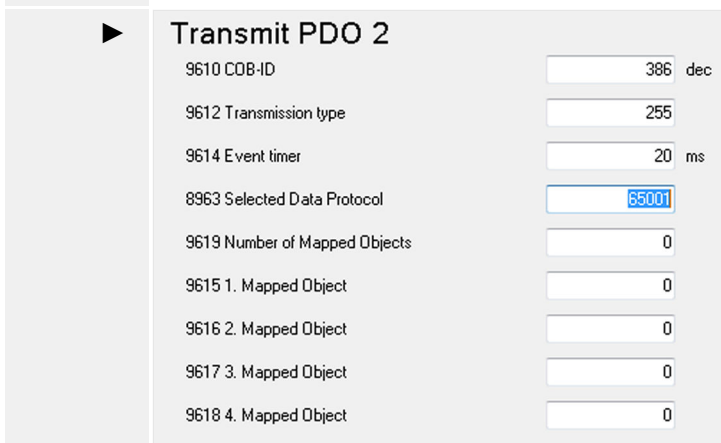 Transmit PDO 2
9610 COB-ID 386 dec
9612 Transmission type 255
9614 Event timer 20 ms
8963 Selected Data Protocol 65001
9619 Number of Mapped Objects 0
9615 1. Mapped Object 0
9616 2. Mapped Object 0
9617 3. Mapped Object 0
9618 4. Mapped Object 0